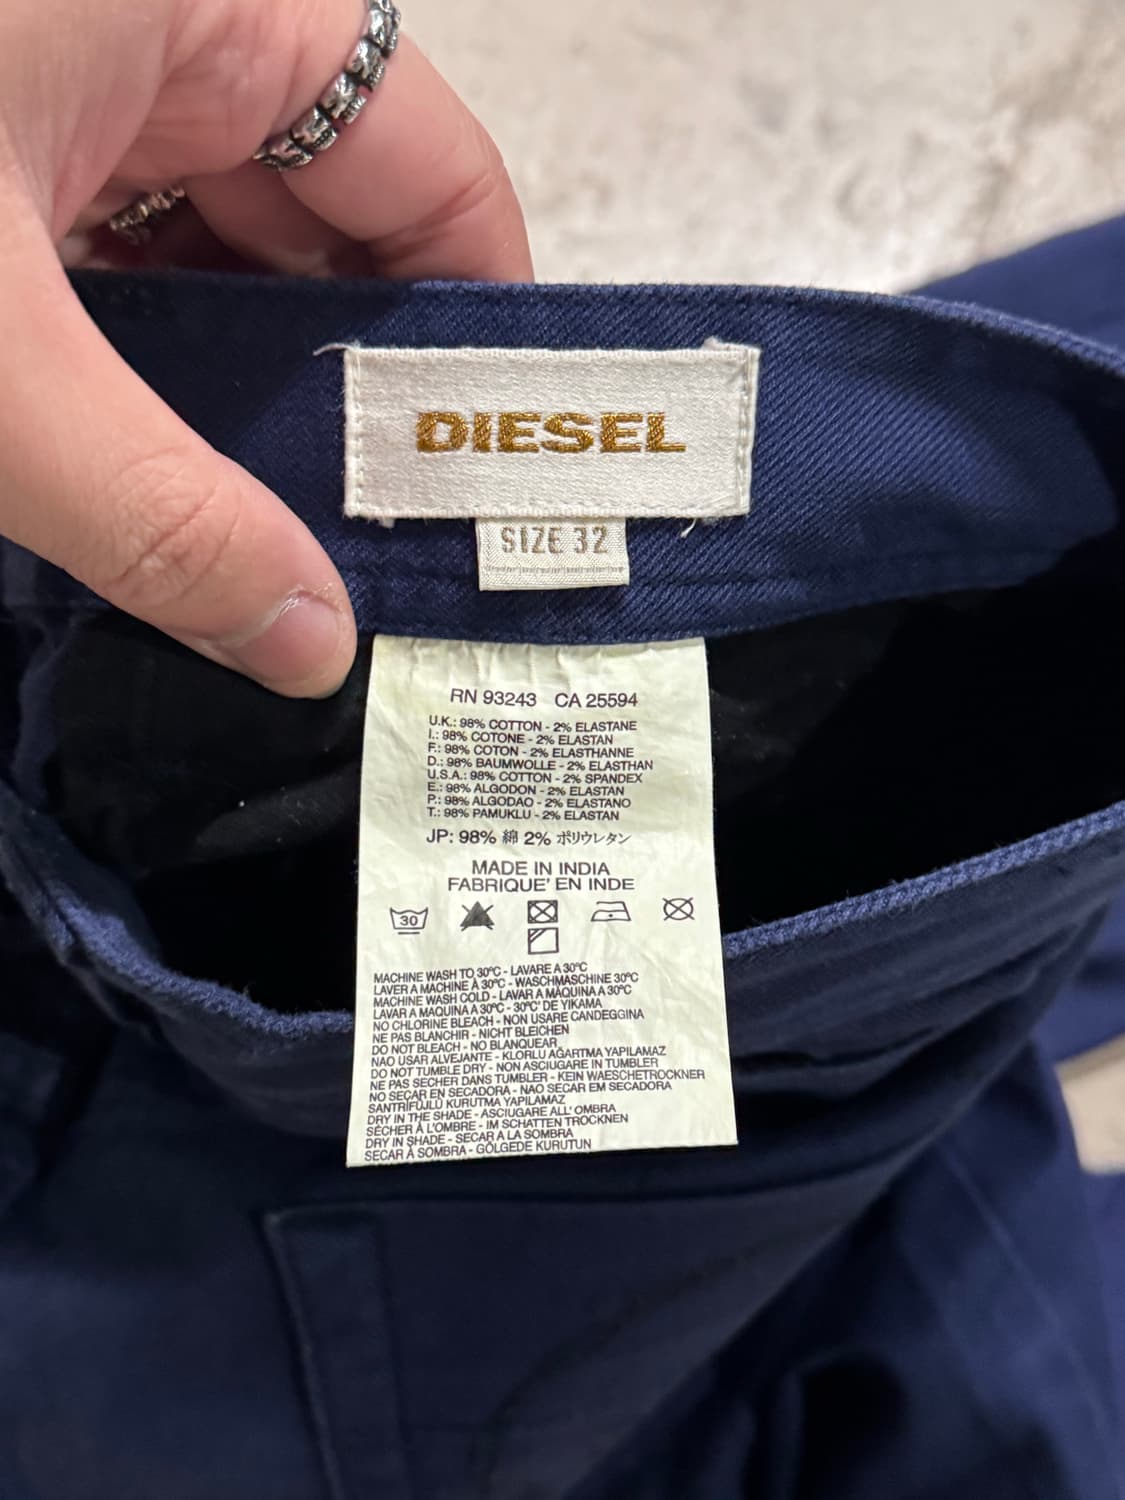 DIESEL
SIZE 32
RN 93243 CA 25594
U.K.: 98% COTTON - 2% ELASTANE
I.: 98% COTONE - 2% ELASTAN
F.: 98% COTON - 2% ELASTHANNE
D.: 98% BAUMWOLLE - 2% ELASTHAN
U.S.A.: 98% COTTON - 2% SPANDEX
E.: 98% ALGODON - 2% ELASTAN
P.: 98% ALGODAO - 2% ELASTANO
T.: 98% PAMUKLU - 2% ELASTAN
JP: 98% 綿 2% ポリウレタン
MADE IN INDIA
FABRIQUE' EN INDE
30
MACHINE WASH TO 30°C - LAVARE A 30°C
LAVER A MACHINE À 30°C - WASCHMASCHINE 30°C
MACHINE WASH COLD - LAVAR A MÁQUINA A 30°C
LAVAR A MAQUINA A 30°C - 30°C' DE YIKAMA
NO CHLORINE BLEACH - NON USARE CANDEGGINA
NE PAS BLANCHIR - NICHT BLEICHEN
DO NOT BLEACH - NO BLANQUEAR
NAO USAR ALVEJANTE - KLORLU AĞARTMA YAPILAMAZ
DO NOT TUMBLE DRY - NON ASCIUGARE IN TUMBLER
NE PAS SECHER DANS TUMBLER - KEIN WAESCHETROCKNER
NO SECAR EN SECADORA - NAO SECAR EM SECADORA
SANTRİFÜJLÜ KURUTMA YAPILAMAZ
DRY IN THE SHADE - ASCIUGARE ALL' OMBRA
SÉCHER À L'OMBRE - IM SCHATTEN TROCKNEN
DRY IN SHADE - SECAR A LA SOMBRA
SECAR À SOMBRA - GÖLGEDE KURUTUN